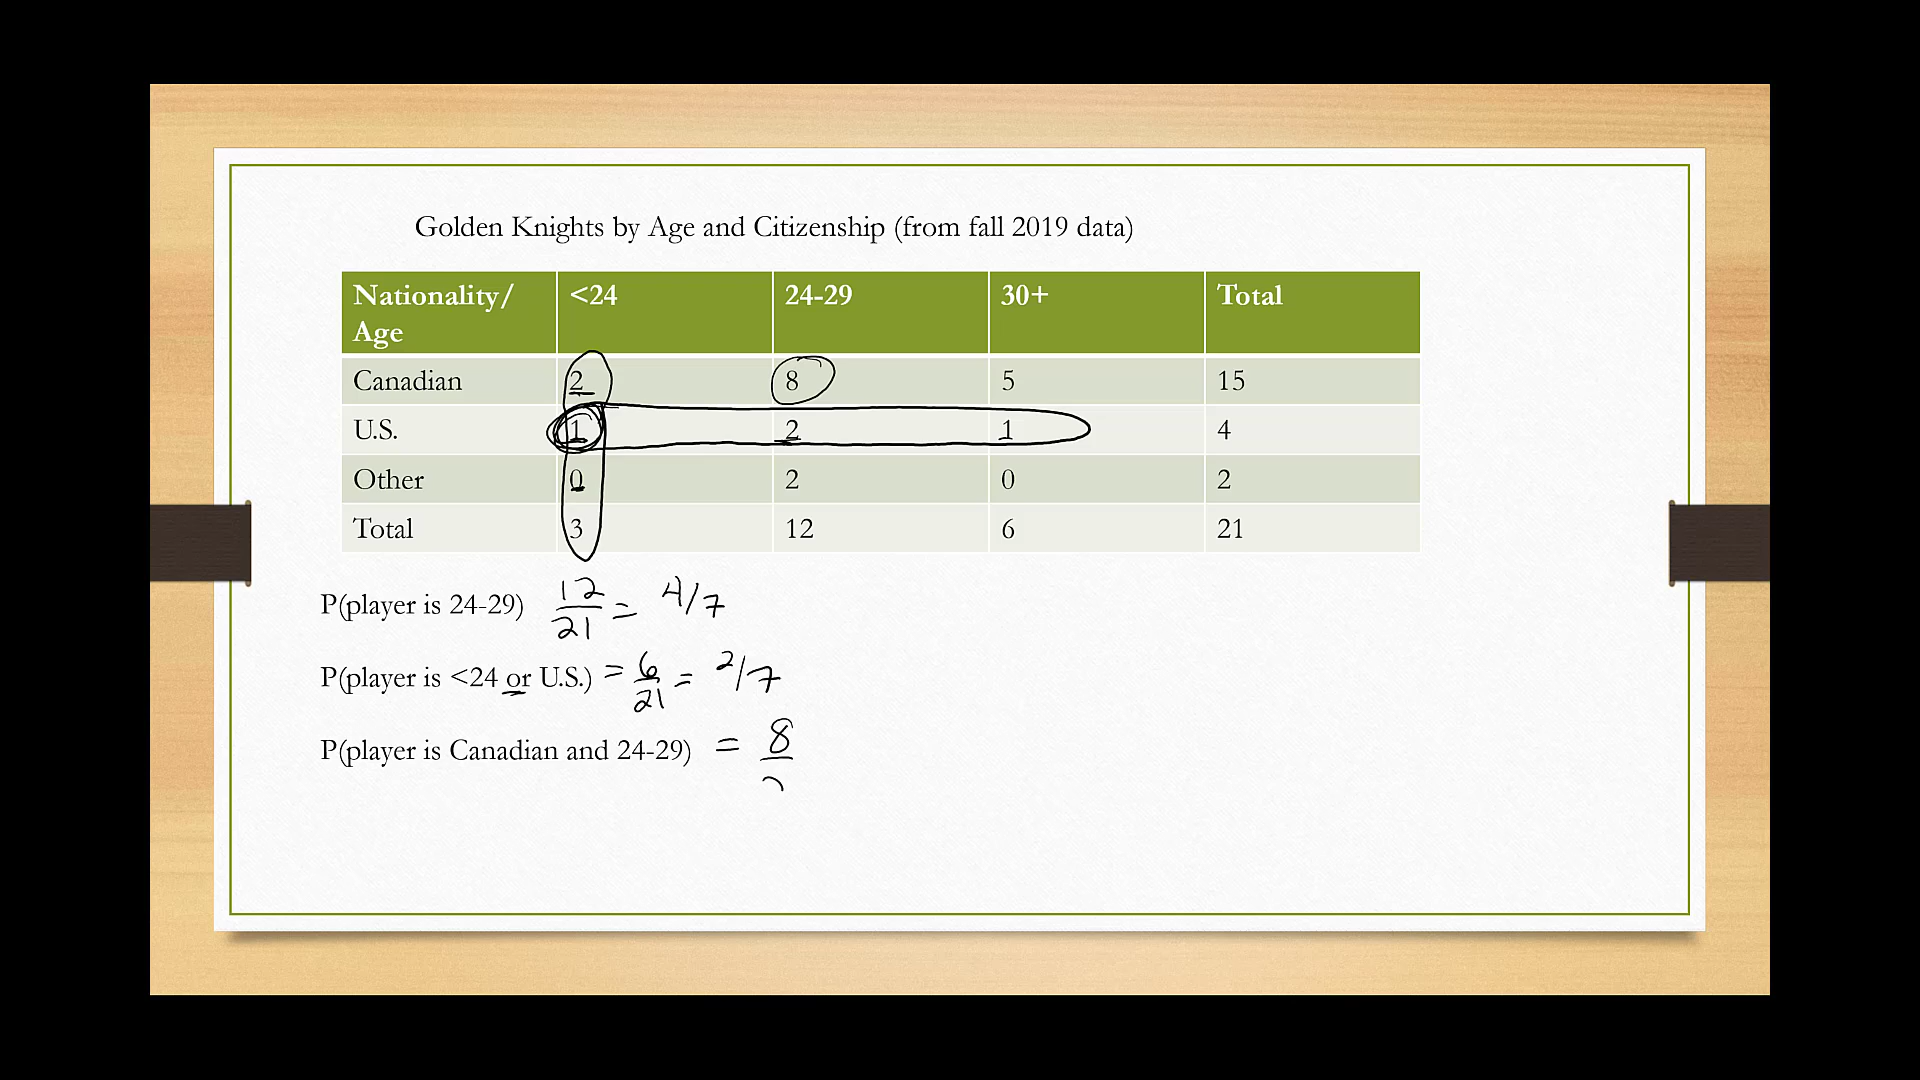 Golden Knights by Age and Citizenship (from fall 2019 data)
Nationality/ Age <24 24-29 30+ Total
Canadian 2 8 5 15
U.S. 1 2 1 4
Other 0 2 0 2
Total 3 12 6 21
P(player is 24-29) 12/21 = 4/7
P(player is <24 or U.S.) = 6/21 = 2/7
P(player is Canadian and 24-29) = 8/